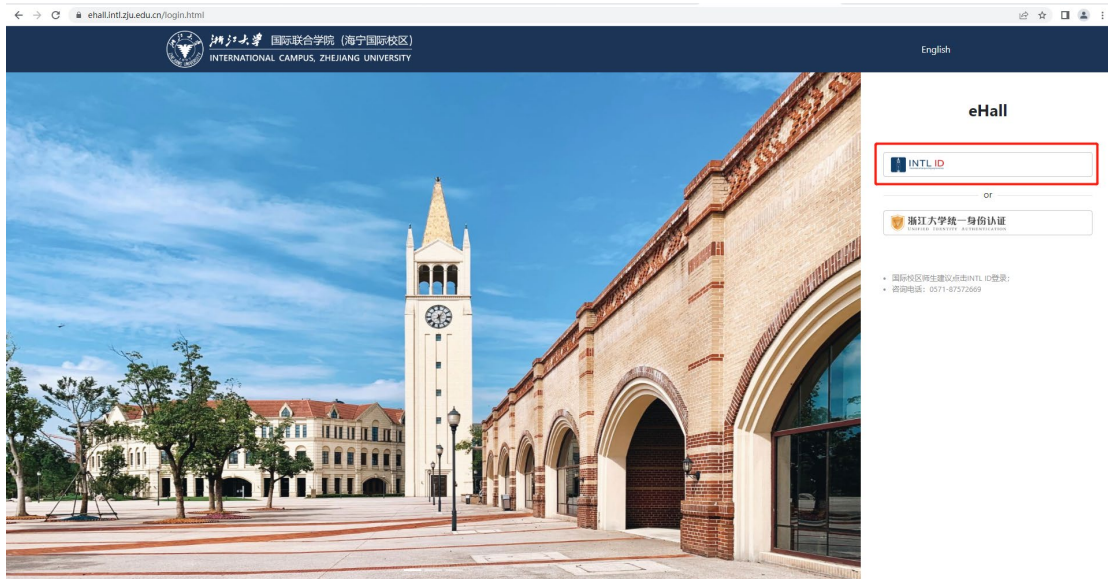 ehall.intl.zju.edu.cn/login.html
浙江大学 国际联合学院（海宁国际校区）
INTERNATIONAL CAMPUS, ZHEJIANG UNIVERSITY
English
eHall
INTL ID
or
浙江大学统一身份认证
UNIFIED IDENTITY AUTHENTICATION
国际校区师生建议点击INTL ID登录；
咨询电话：0571-87572669